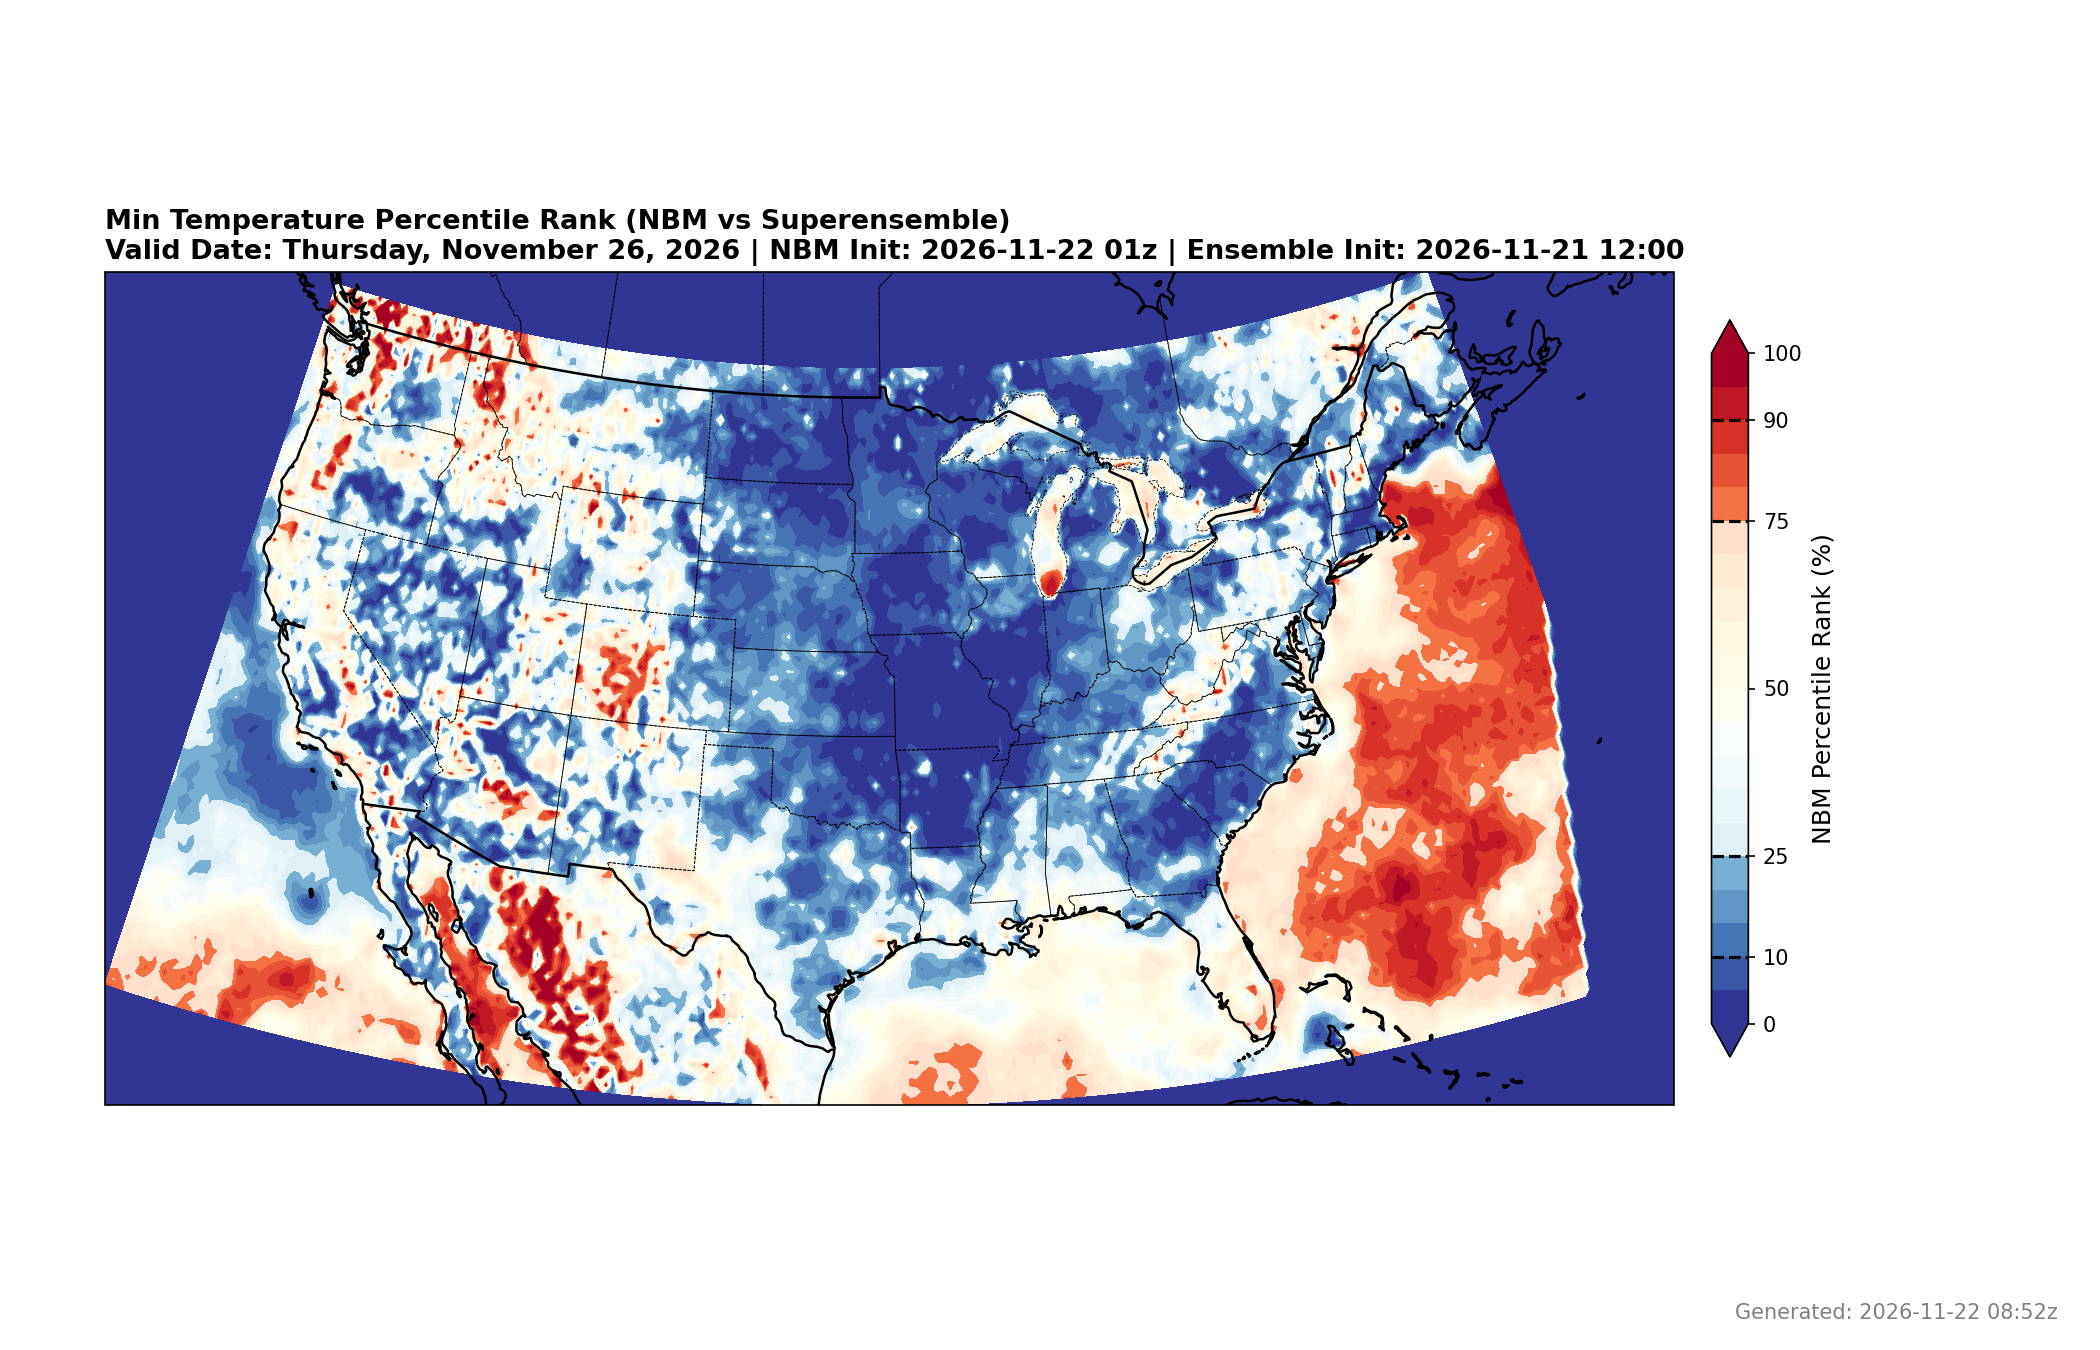 Min Temperature Percentile Rank (NBM vs Superensemble)
Valid Date: Thursday, November 26, 2026 | NBM Init: 2026-11-22 01z | Ensemble Init: 2026-11-21 12:00
100
90
75
50
25
10
0
NBM Percentile Rank (%)
Generated: 2026-11-22 08:52z